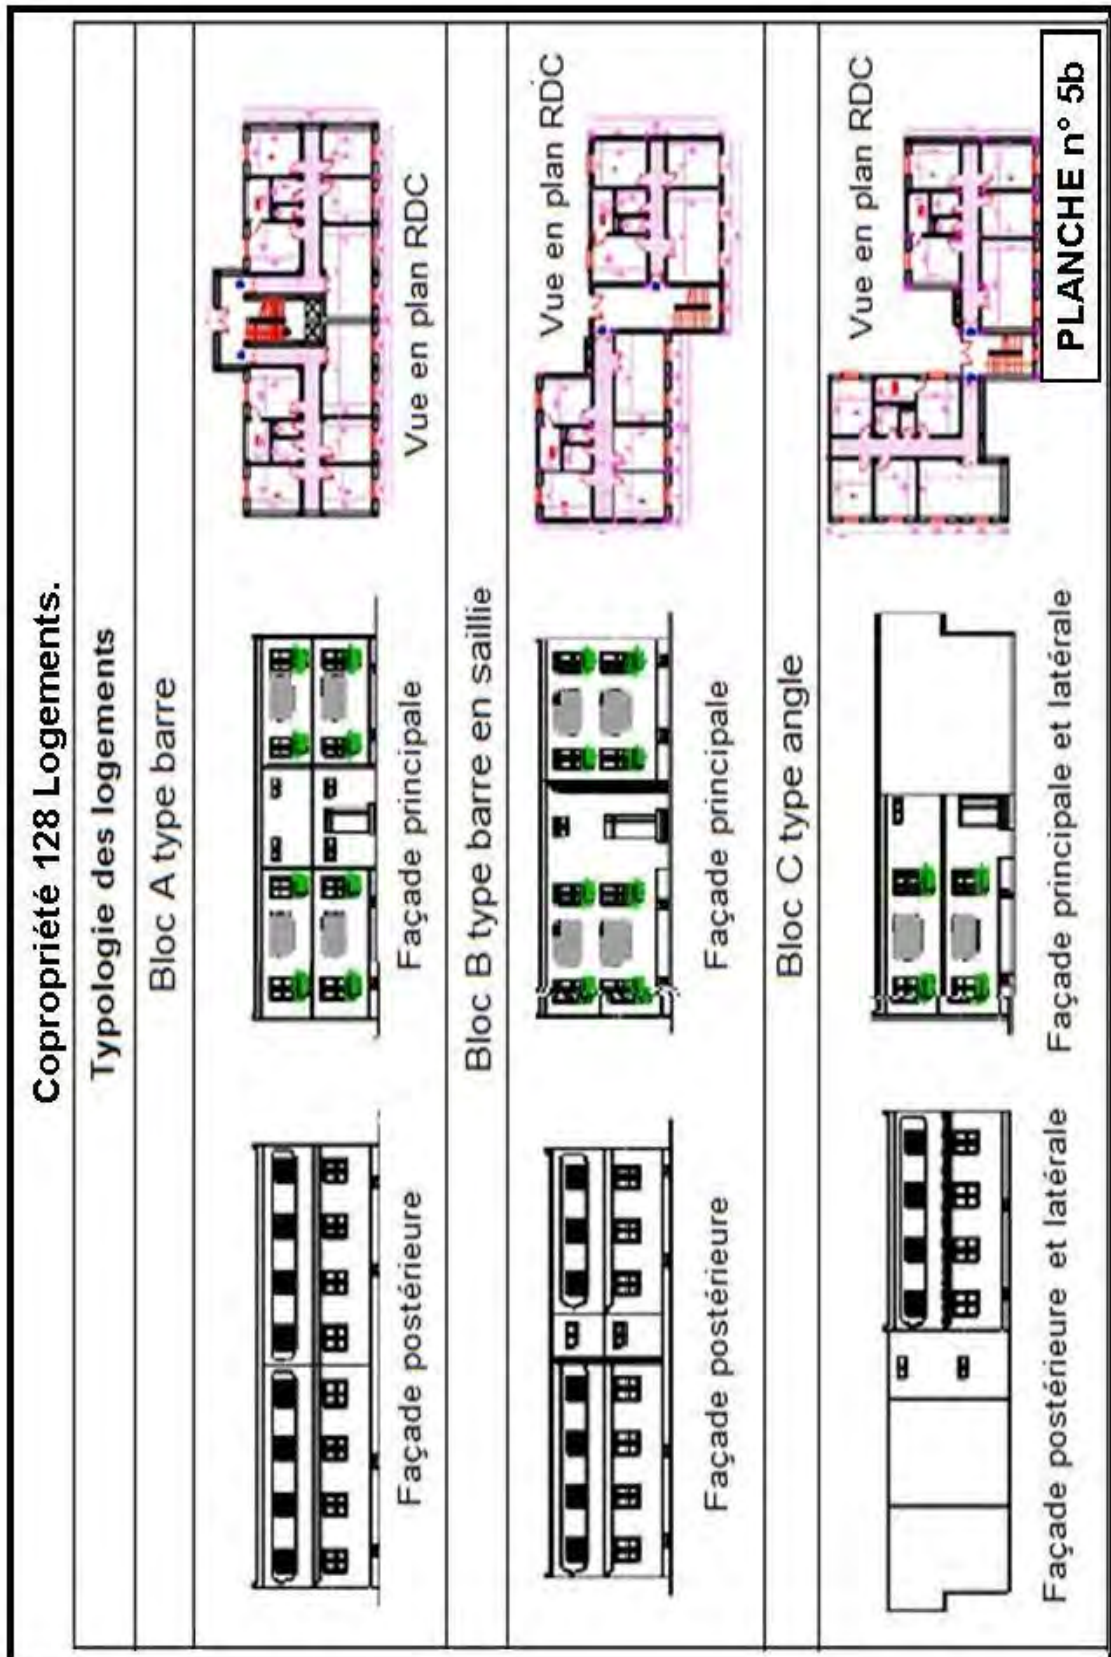 Copropriété 128 Logements.
Typologie des logements
Bloc A type barre
Façade postérieure
Façade principale
Vue en plan RDC
Bloc B type barre en saillie
Façade postérieure
Façade principale
Vue en plan RDC
Bloc C type angle
Façade postérieure et latérale
Façade principale et latérale
Vue en plan RDC
PLANCHE n° 5b